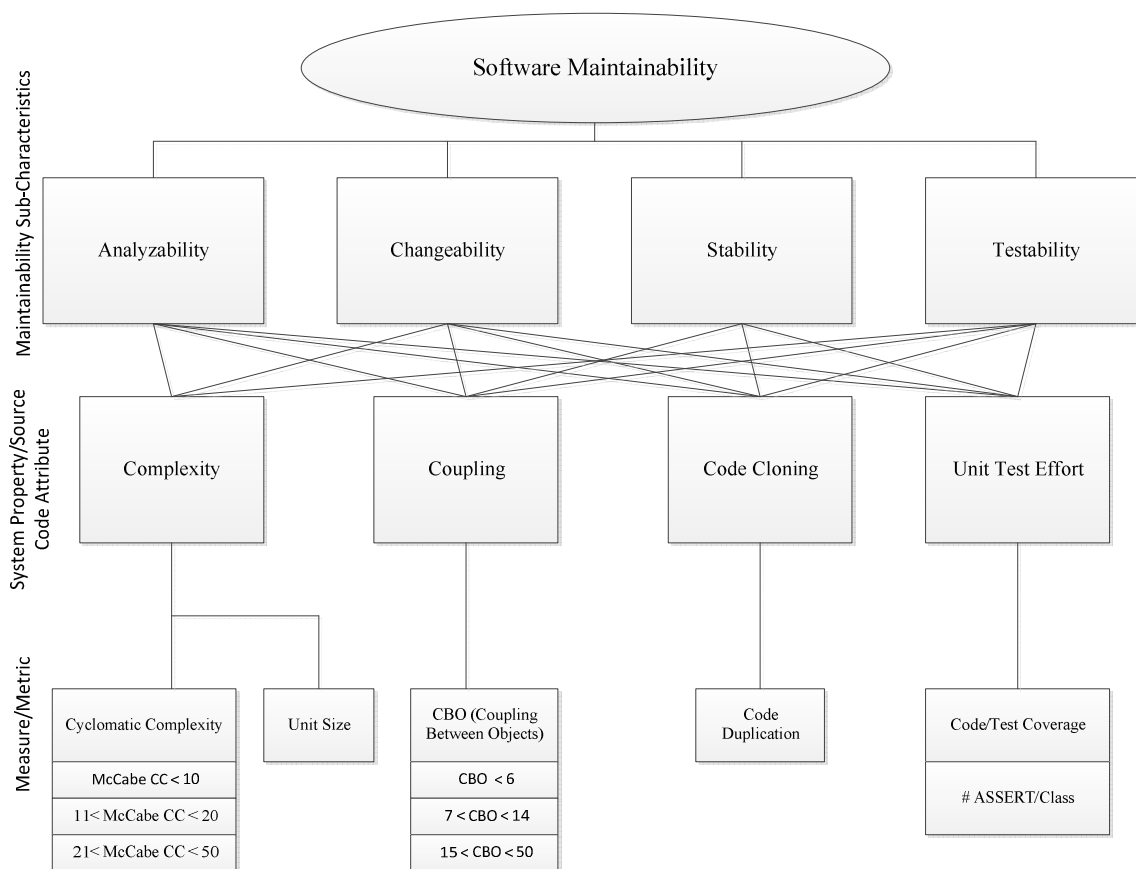 Software Maintainability
Maintainability Sub-Characteristics
Analyzability
Changeability
Stability
Testability
System Property/Source
Code Attribute
Complexity
Coupling
Code Cloning
Unit Test Effort
Measure/Metric
Cyclomatic Complexity
McCabe CC < 10
11< McCabe CC < 20
21< McCabe CC < 50
Unit Size
CBO (Coupling
Between Objects)
CBO < 6
7 < CBO < 14
15 < CBO < 50
Code
Duplication
Code/Test Coverage
# ASSERT/Class